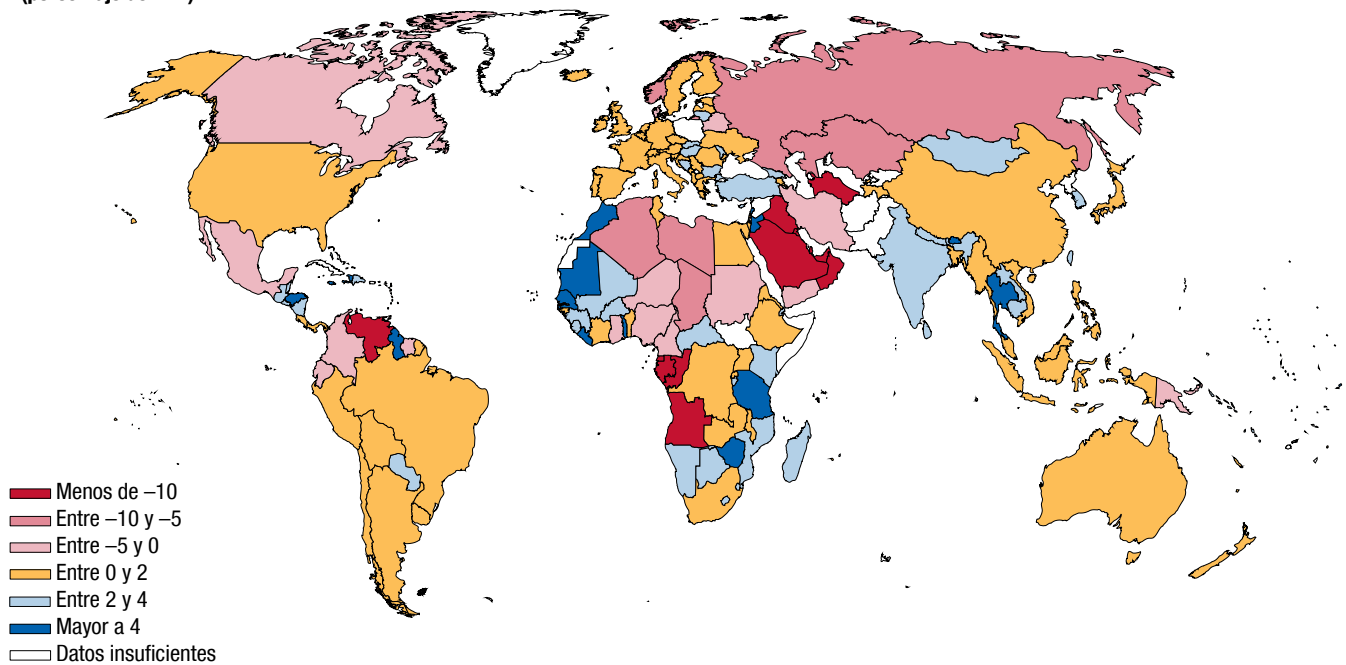 Menos de –10
Entre –10 y –5
Entre –5 y 0
Entre 0 y 2
Entre 2 y 4
Mayor a 4
Datos insuficientes